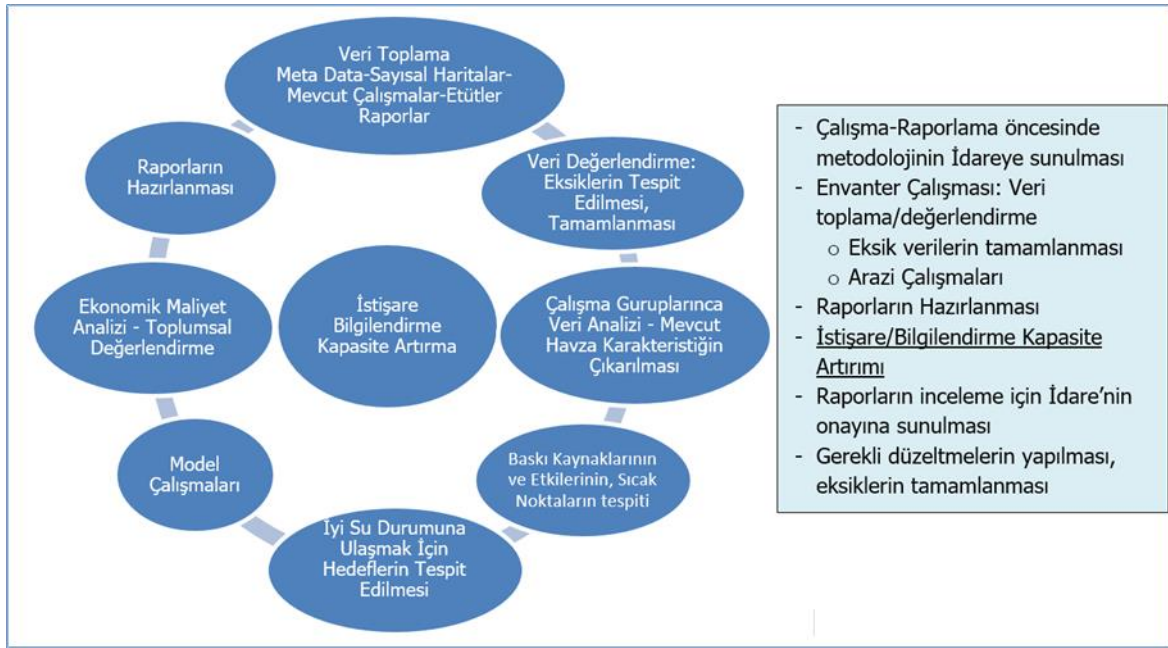 Veri Toplama
Meta Data-Sayısal Haritalar-
Mevcut Çalışmalar-Etütler
Raporlar
Veri Değerlendirme:
Eksiklerin Tespit
Edilmesi,
Tamamlanması
Çalışma Guruplarınca
Veri Analizi - Mevcut
Havza Karakteristiğin
Çıkarılması
Baskı Kaynaklarının
ve Etkilerinin, Sıcak
Noktaların tespiti
İyi Su Durumuna
Ulaşmak İçin
Hedeflerin Tespit
Edilmesi
Model
Çalışmaları
Ekonomik Maliyet
Analizi - Toplumsal
Değerlendirme
Raporların
Hazırlanması
İstişare
Bilgilendirme
Kapasite Artırma
- Çalışma-Raporlama öncesinde
metodolojinin İdareye sunulması
- Envanter Çalışması: Veri
toplama/değerlendirme
o Eksik verilerin tamamlanması
o Arazi Çalışmaları
- Raporların Hazırlanması
- İstişare/Bilgilendirme Kapasite
Artırımı
- Raporların inceleme için İdare’nin
onayına sunulması
- Gerekli düzeltmelerin yapılması,
eksiklerin tamamlanması